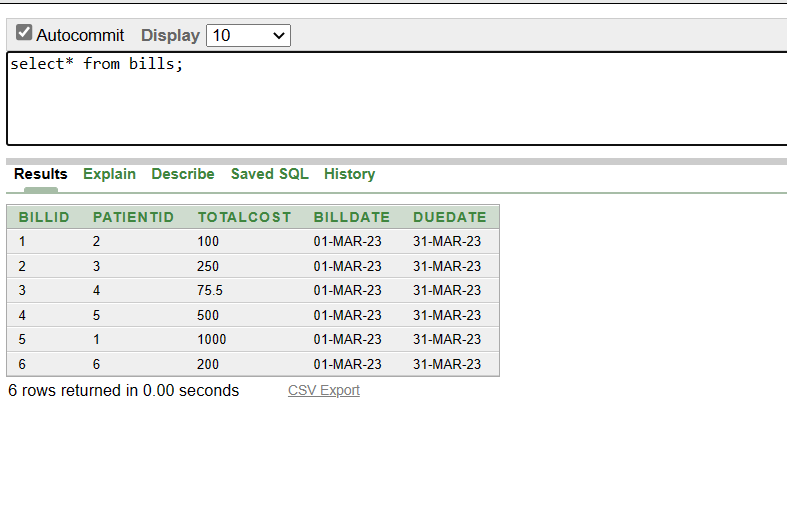 Autocommit Display 10
select* from bills;
Results Explain Describe Saved SQL History
BILLID PATIENTID TOTALCOST BILLDATE DUEDATE
1 2 100 01-MAR-23 31-MAR-23
2 3 250 01-MAR-23 31-MAR-23
3 4 75.5 01-MAR-23 31-MAR-23
4 5 500 01-MAR-23 31-MAR-23
5 1 1000 01-MAR-23 31-MAR-23
6 6 200 01-MAR-23 31-MAR-23
6 rows returned in 0.00 seconds CSV Export